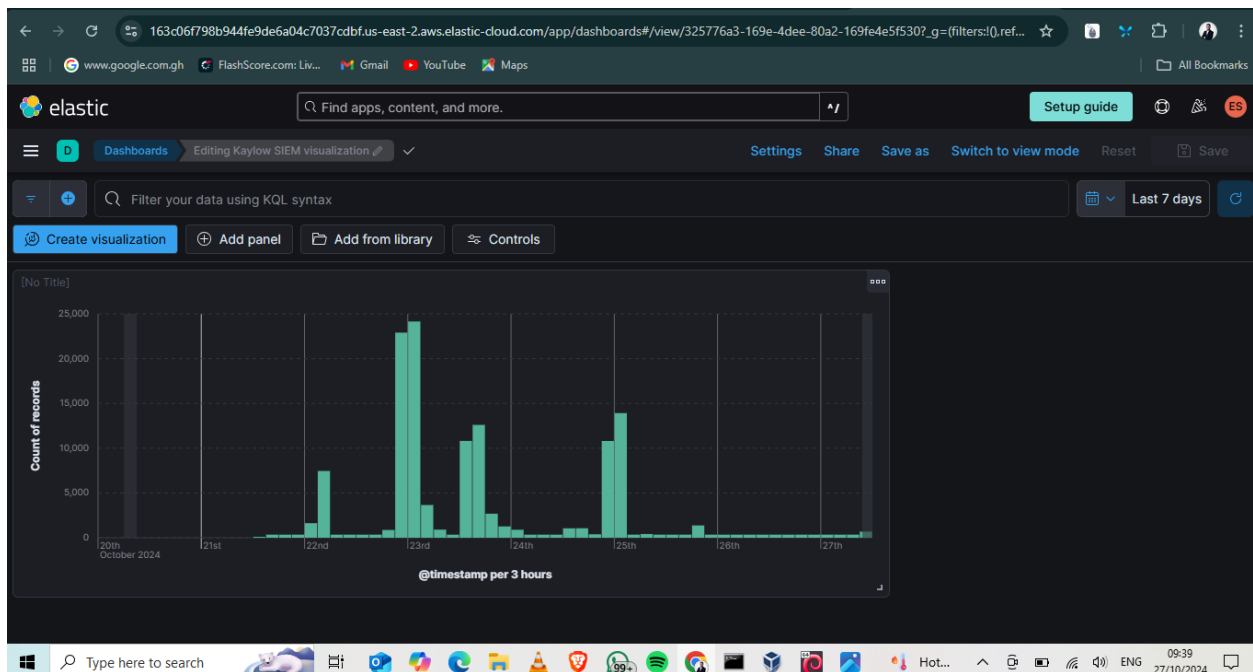 163c06f798b944fe9de6a04c7037cdbf.us-east-2.aws.elastic-cloud.com/app/dashboards#/view/325776a3-169e-4dee-80a2-169fe4e5f530?_g=(filters:!(),ref...
www.google.com.gh FlashScore.com: Liv... Gmail YouTube Maps All Bookmarks
elastic Find apps, content, and more. ^/ Setup guide ES
D Dashboards Editing Kaylow SIEM visualization Settings Share Save as Switch to view mode Reset Save
Filter your data using KQL syntax Last 7 days
Create visualization Add panel Add from library Controls
[No Title]
25,000
20,000
15,000
10,000
5,000
0
Count of records
20th 21st 22nd 23rd 24th 25th 26th 27th
October 2024
@timestamp per 3 hours
Type here to search 99+ Hot... ENG 09:39
27/10/2024